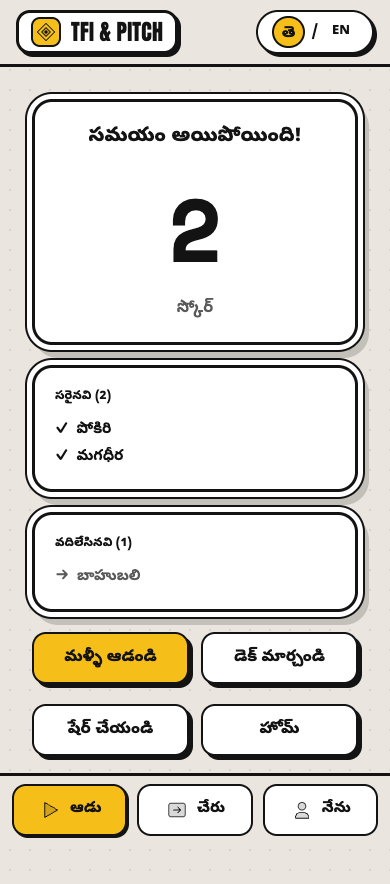 TFI & PITCH
తె / EN
సమయం అయిపోయింది!
2
స్కోర్
సరైనవి (2)
✓ పోకిరి
✓ మగధీర
వదిలేసినవి (1)
→ బాహుబలి
మళ్ళీ ఆడండి
డెక్ మార్చండి
షేర్ చేయండి
హోమ్
ఆడు
చేరు
నేను